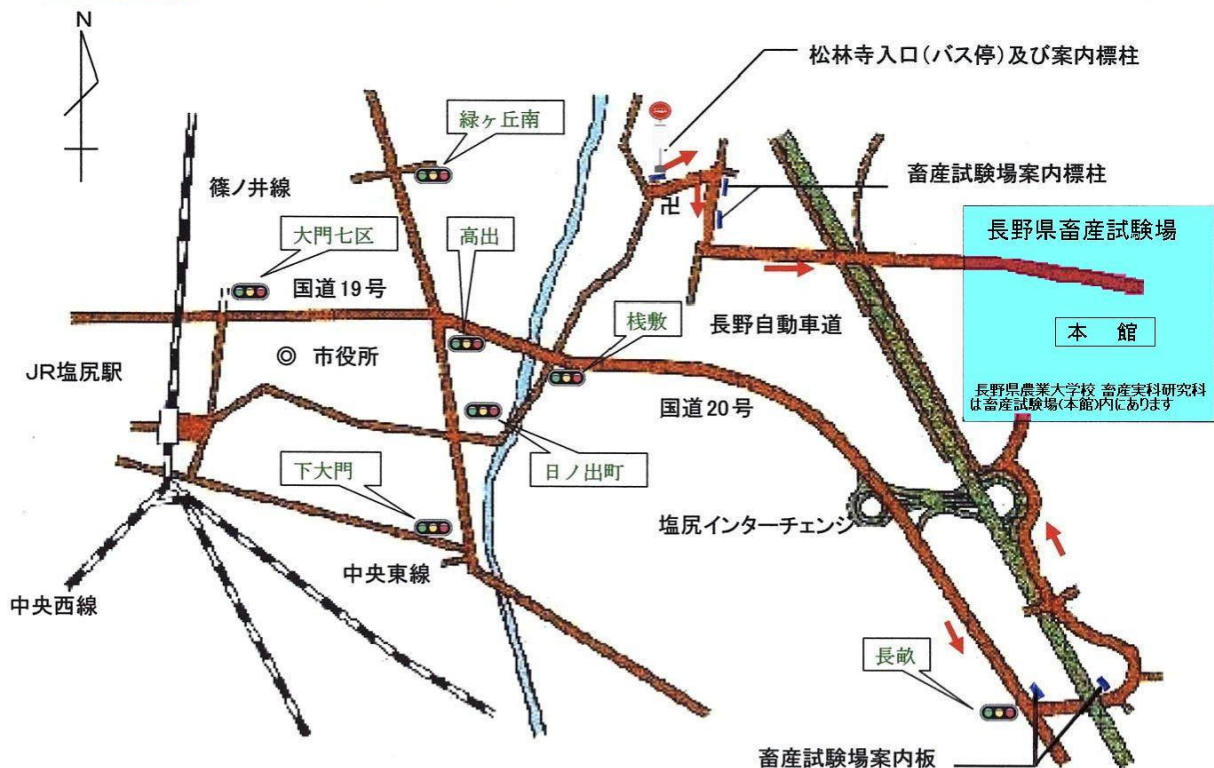 N
松林寺入口(バス停)及び案内標柱
緑ヶ丘南
畜産試験場案内標柱
篠ノ井線
卍
大門七区
高出
長野県畜産試験場
国道19号
桟敷
長野自動車道
本 館
◎ 市役所
JR塩尻駅
長野県農業大学校 畜産実科研究科
は畜産試験場(本館)内にあります
国道20号
下大門
日ノ出町
塩尻インターチェンジ
中央東線
中央西線
長畝
畜産試験場案内板